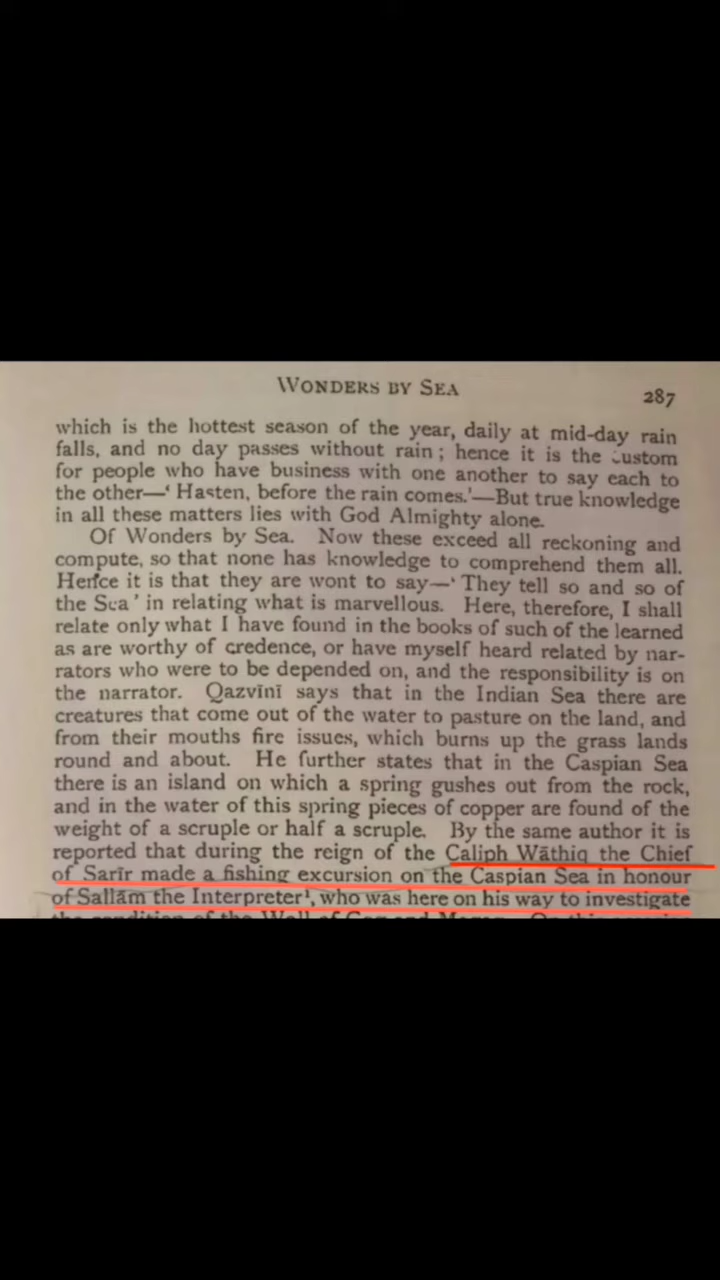 WONDERS BY SEA
287
which is the hottest season of the year, daily at mid-day rain
falls, and no day passes without rain; hence it is the custom
for people who have business with one another to say each to
the other—‘Hasten, before the rain comes.’—But true knowledge
in all these matters lies with God Almighty alone.
Of Wonders by Sea. Now these exceed all reckoning and
compute, so that none has knowledge to comprehend them all.
Hence it is that they are wont to say—‘They tell so and so of
the Sea’ in relating what is marvellous. Here, therefore, I shall
relate only what I have found in the books of such of the learned
as are worthy of credence, or have myself heard related by nar-
rators who were to be depended on, and the responsibility is on
the narrator. Qazvīnī says that in the Indian Sea there are
creatures that come out of the water to pasture on the land, and
from their mouths fire issues, which burns up the grass lands
round and about. He further states that in the Caspian Sea
there is an island on which a spring gushes out from the rock,
and in the water of this spring pieces of copper are found of the
weight of a scruple or half a scruple. By the same author it is
reported that during the reign of the Caliph Wāthiq the Chief
of Sarīr made a fishing excursion on the Caspian Sea in honour
of Sallām the Interpreter¹, who was here on his way to investigate
the condition of the Wall of Gog and Magog. On this